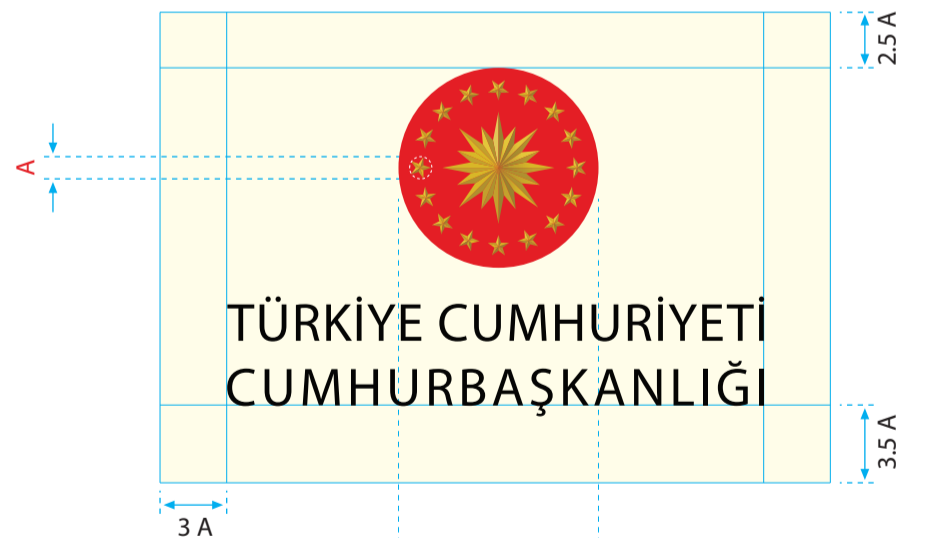 2.5 A
A
TÜRKİYE CUMHURİYETİ
CUMHURBAŞKANLIĞI
3.5 A
3 A